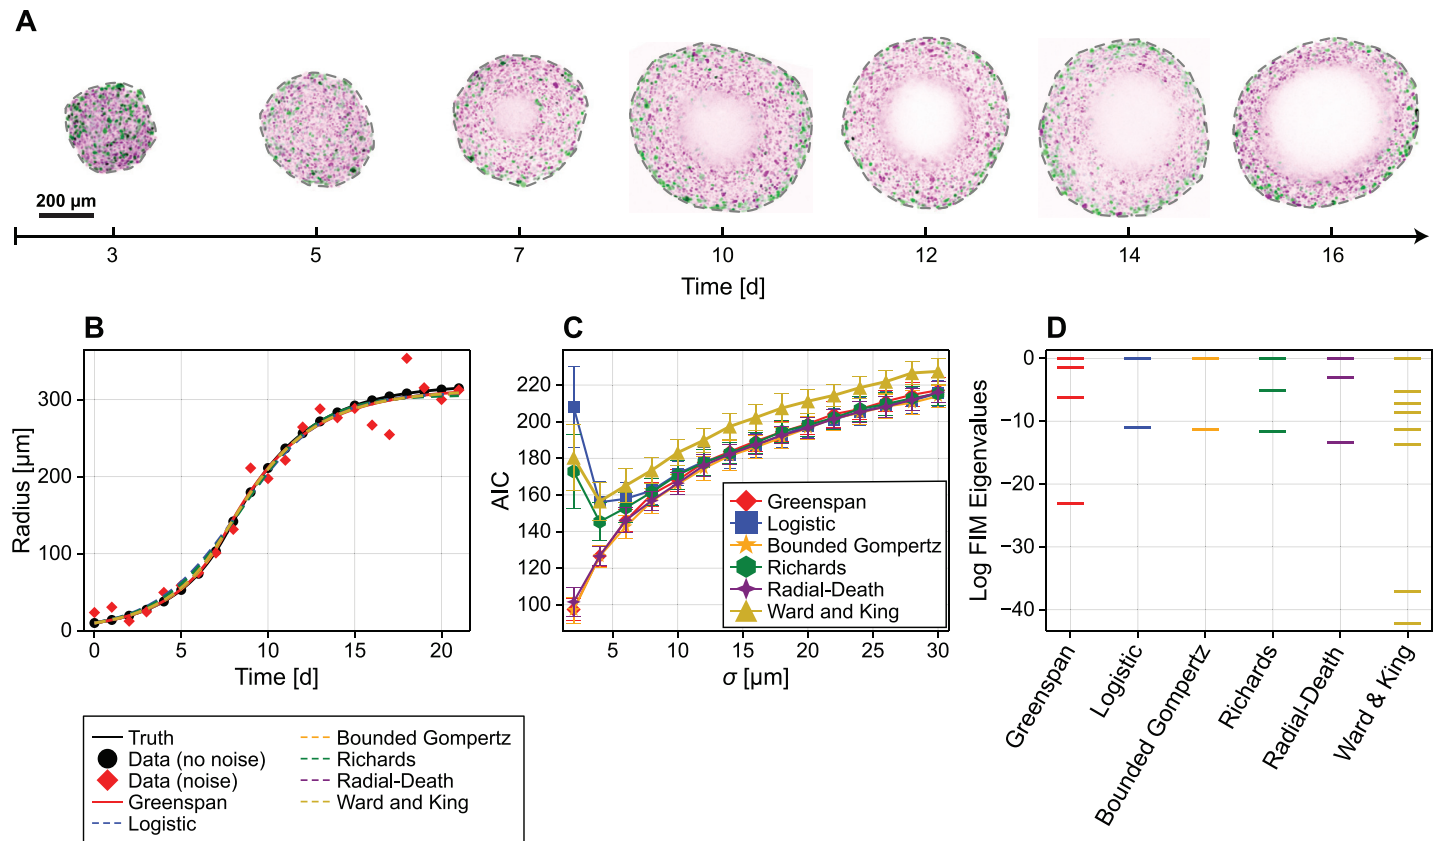 A
200 µm
3 5 7 10 12 14 16
Time [d]
B
Radius [µm]
300
200
100
0
0 5 10 15 20
Time [d]
Truth
Data (no noise)
Data (noise)
Greenspan
Logistic
Bounded Gompertz
Richards
Radial-Death
Ward and King
C
AIC
220
200
180
160
140
120
100
5 10 15 20 25 30
σ [µm]
Greenspan
Logistic
Bounded Gompertz
Richards
Radial-Death
Ward and King
D
Log FIM Eigenvalues
0
−10
−20
−30
−40
Greenspan
Logistic
Bounded Gompertz
Richards
Radial-Death
Ward & King